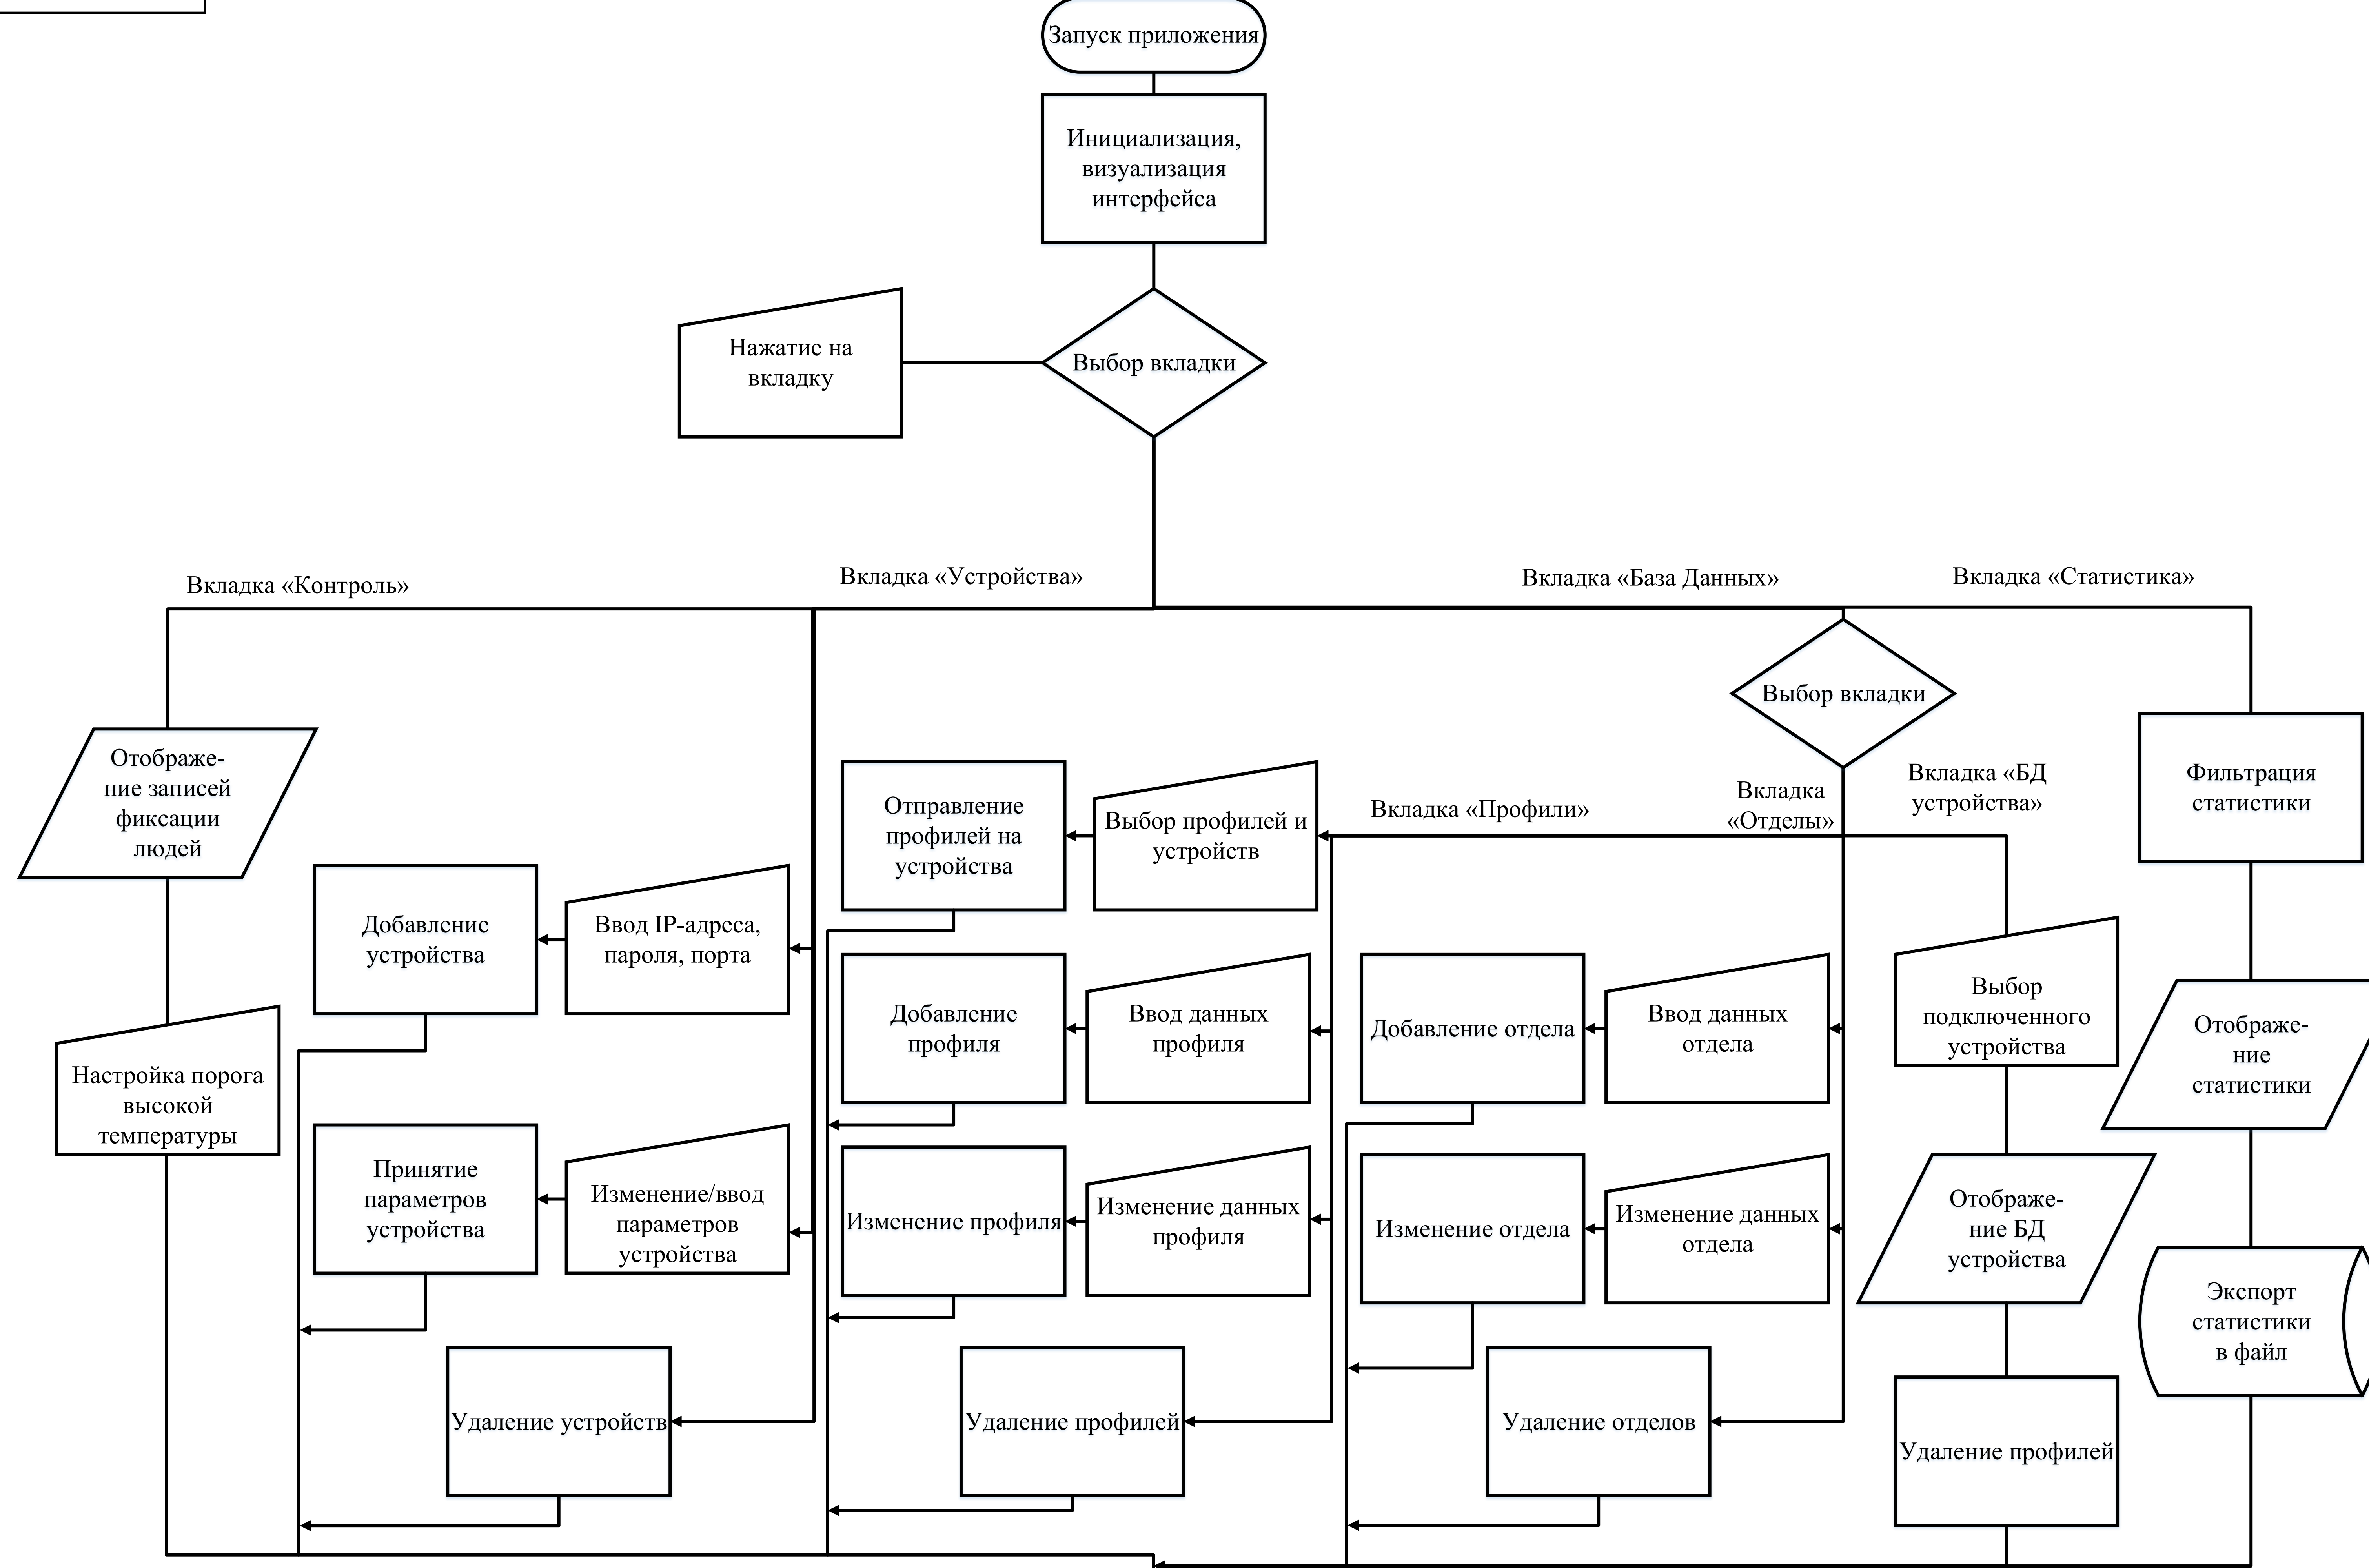 Запуск приложения
Инициализация,
визуализация
интерфейса
Нажатие на
вкладку
Выбор вкладки
Вкладка «Контроль»
Вкладка «Устройства»
Вкладка «База Данных»
Вкладка «Статистика»
Выбор вкладки
Отображе-
ние записей
фиксации
людей
Настройка порога
высокой
температуры
Добавление
устройства
Ввод IP-адреса,
пароля, порта
Принятие
параметров
устройства
Изменение/ввод
параметров
устройства
Удаление устройств
Вкладка «Профили»
Вкладка
«Отделы»
Вкладка «БД
устройства»
Отправление
профилей на
устройства
Выбор профилей и
устройств
Добавление
профиля
Ввод данных
профиля
Изменение профиля
Изменение данных
профиля
Удаление профилей
Добавление отдела
Ввод данных
отдела
Изменение отдела
Изменение данных
отдела
Удаление отделов
Выбор
подключенного
устройства
Отображе-
ние БД
устройства
Удаление профилей
Фильтрация
статистики
Отображе-
ние
статистики
Экспорт
статистики
в файл